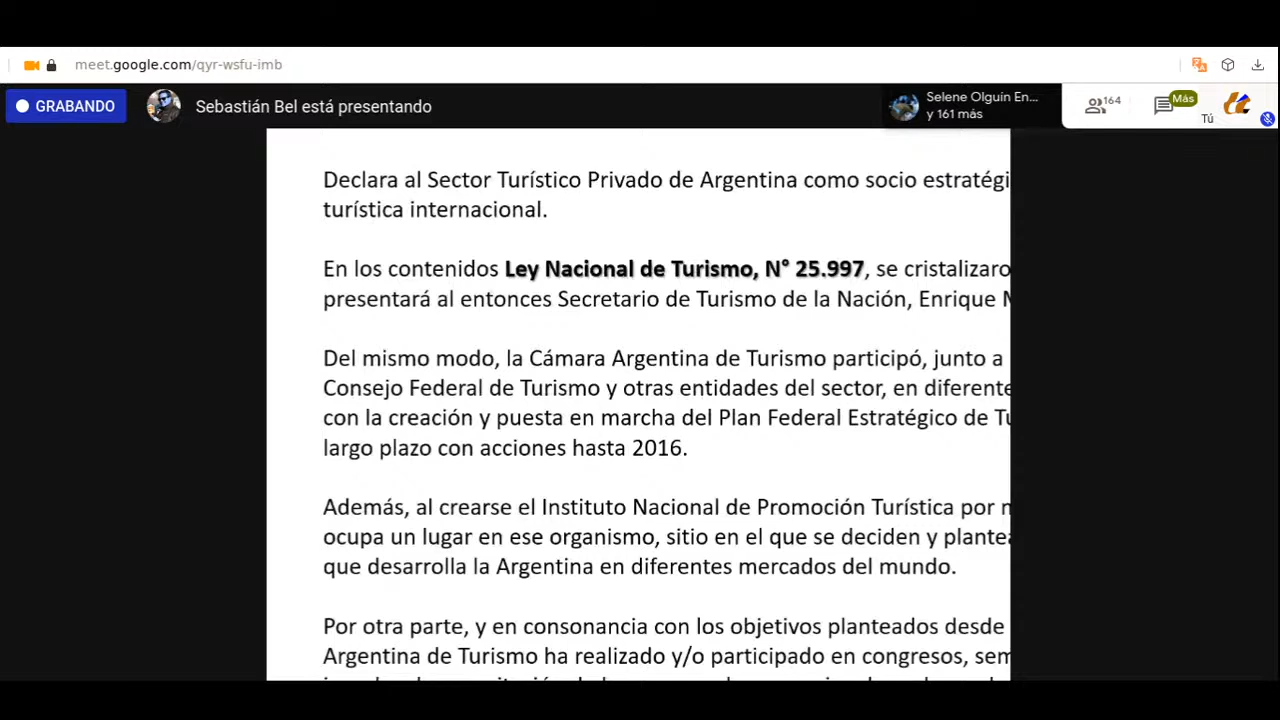 meet.google.com/qyr-wsfu-imb
GRABANDO
Sebastián Bel está presentando
Selene Olguin En...
y 161 más
164
Más
Tú
Declara al Sector Turístico Privado de Argentina como socio estratégi
turística internacional.
En los contenidos Ley Nacional de Turismo, N° 25.997, se cristalizaro
presentará al entonces Secretario de Turismo de la Nación, Enrique
Del mismo modo, la Cámara Argentina de Turismo participó, junto a
Consejo Federal de Turismo y otras entidades del sector, en diferente
con la creación y puesta en marcha del Plan Federal Estratégico de Tu
largo plazo con acciones hasta 2016.
Además, al crearse el Instituto Nacional de Promoción Turística por
ocupa un lugar en ese organismo, sitio en el que se deciden y plantea
que desarrolla la Argentina en diferentes mercados del mundo.
Por otra parte, y en consonancia con los objetivos planteados desde
Argentina de Turismo ha realizado y/o participado en congresos, sem